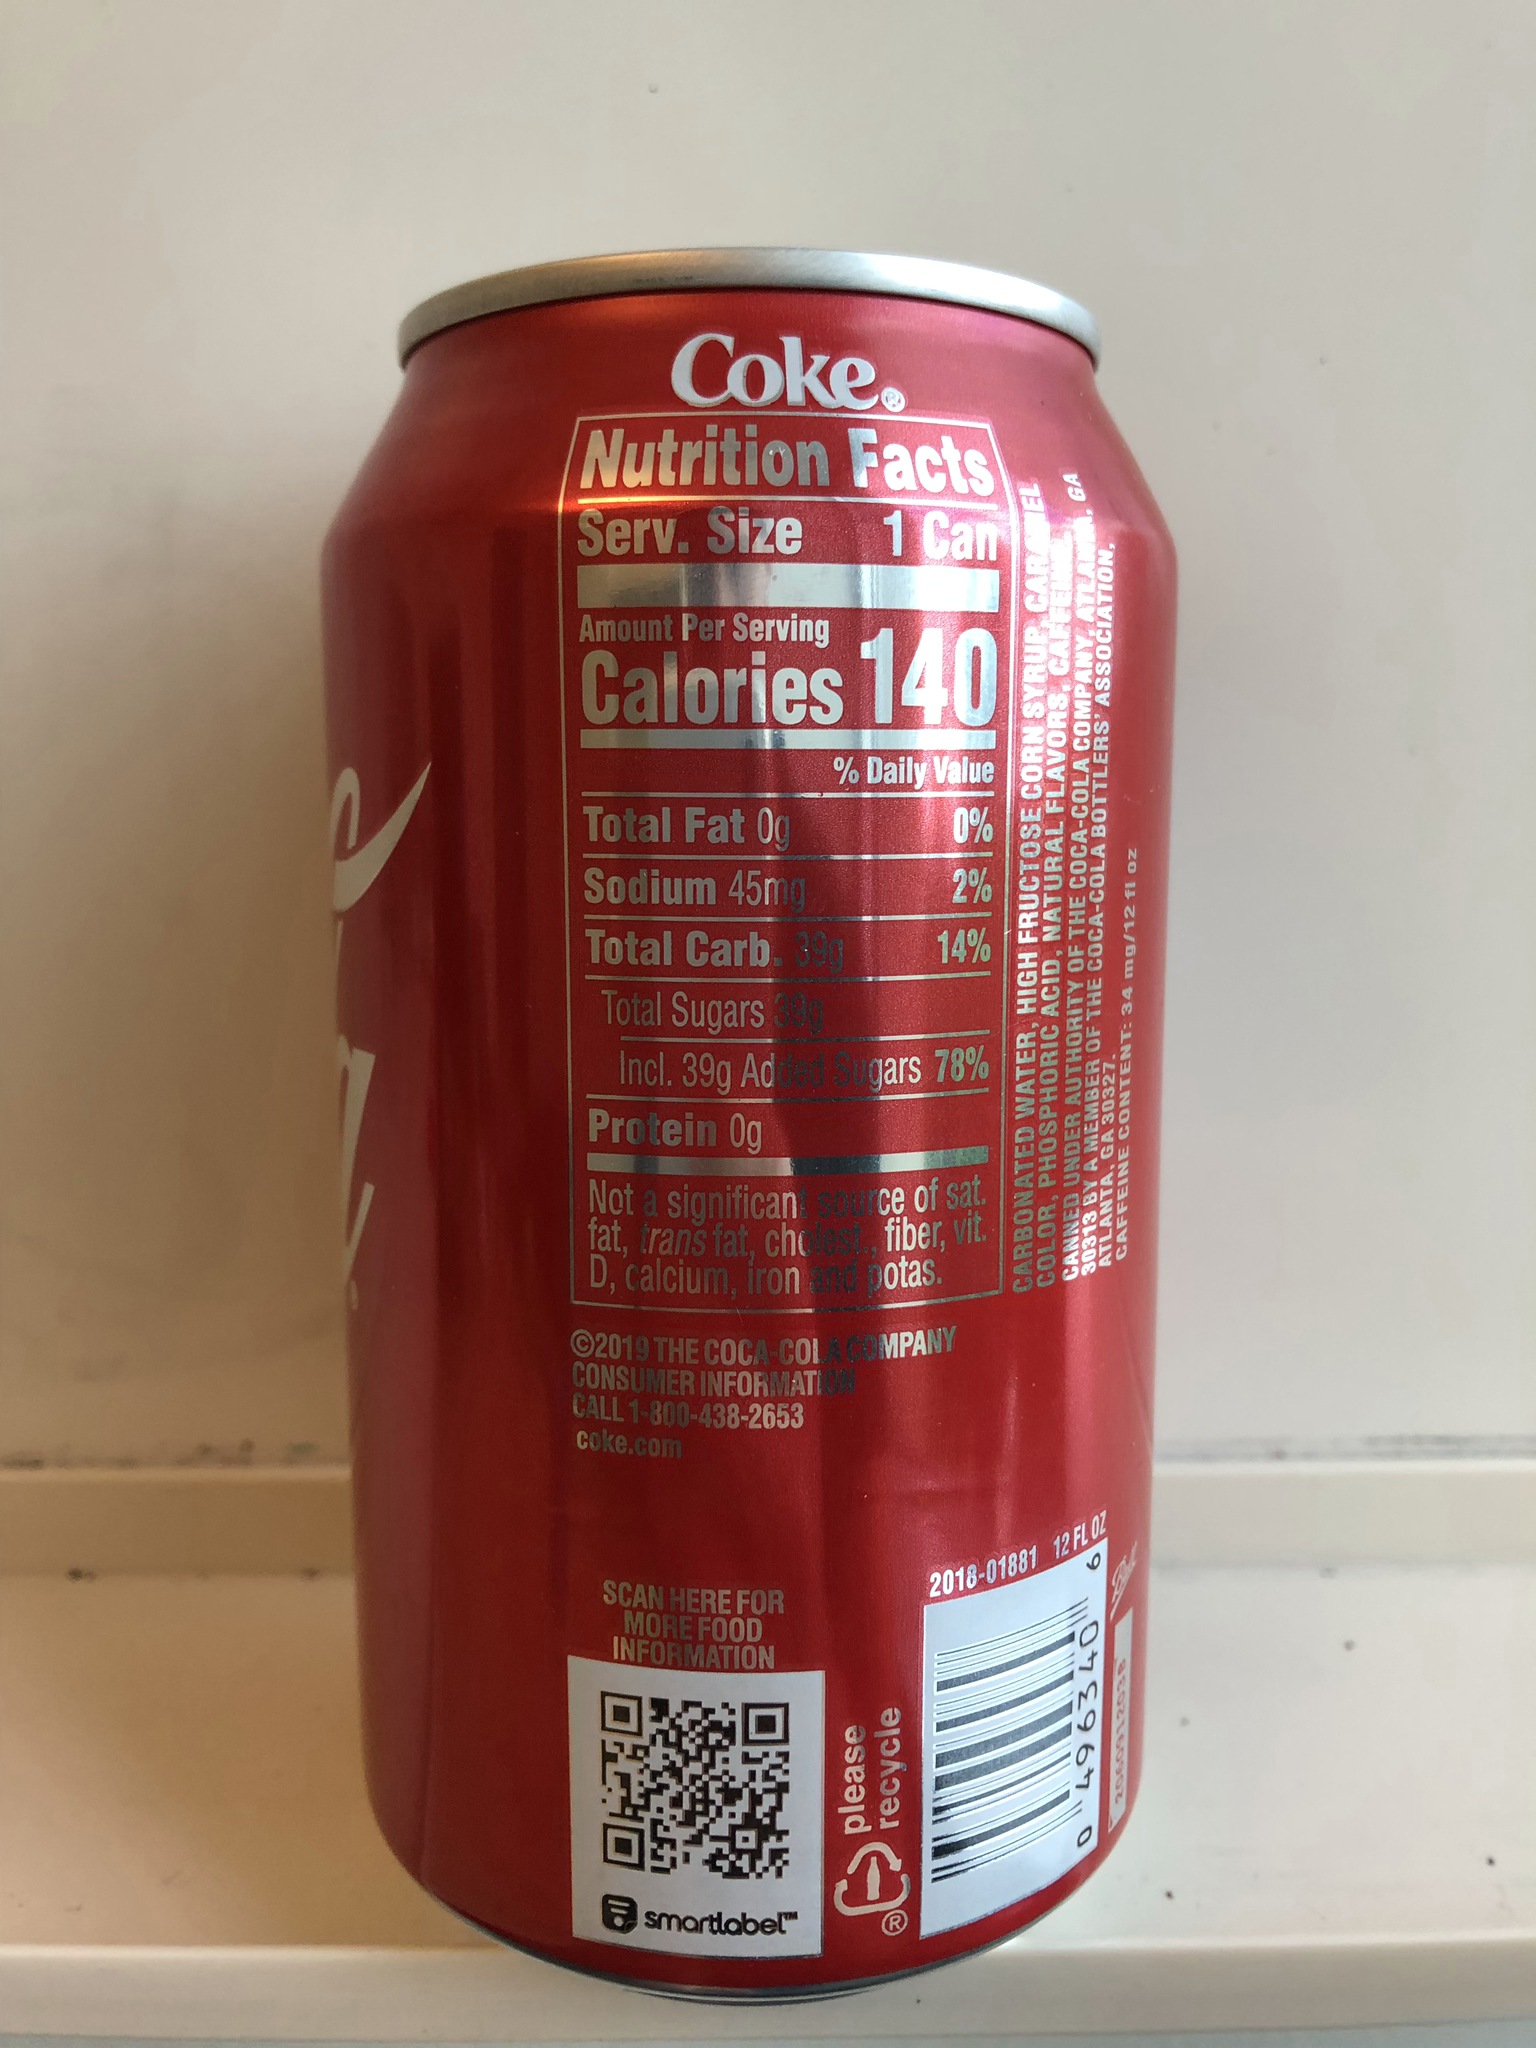 Coke®
Nutrition Facts
Serv. Size 1 Can
Amount Per Serving
Calories 140
% Daily Value
Total Fat 0g 0%
Sodium 45mg 2%
Total Carb. 39g 14%
Total Sugars 39g
Incl. 39g Added Sugars 78%
Protein 0g
Not a significant source of sat.
fat, trans fat, cholest., fiber, vit.
D, calcium, iron and potas.
CARBONATED WATER, HIGH FRUCTOSE CORN SYRUP, CARAMEL
COLOR, PHOSPHORIC ACID, NATURAL FLAVORS, CAFFEINE.
CANNED UNDER AUTHORITY OF THE COCA-COLA COMPANY, ATLANTA, GA
30313 BY A MEMBER OF THE COCA-COLA BOTTLERS' ASSOCIATION,
ATLANTA, GA 30327.
CAFFEINE CONTENT: 34 mg/12 fl oz
©2019 THE COCA-COLA COMPANY
CONSUMER INFORMATION
CALL 1-800-438-2653
coke.com
SCAN HERE FOR
MORE FOOD
INFORMATION
smartlabel™
please
recycle
®
2018-01881 12 FL OZ
0 496340 6